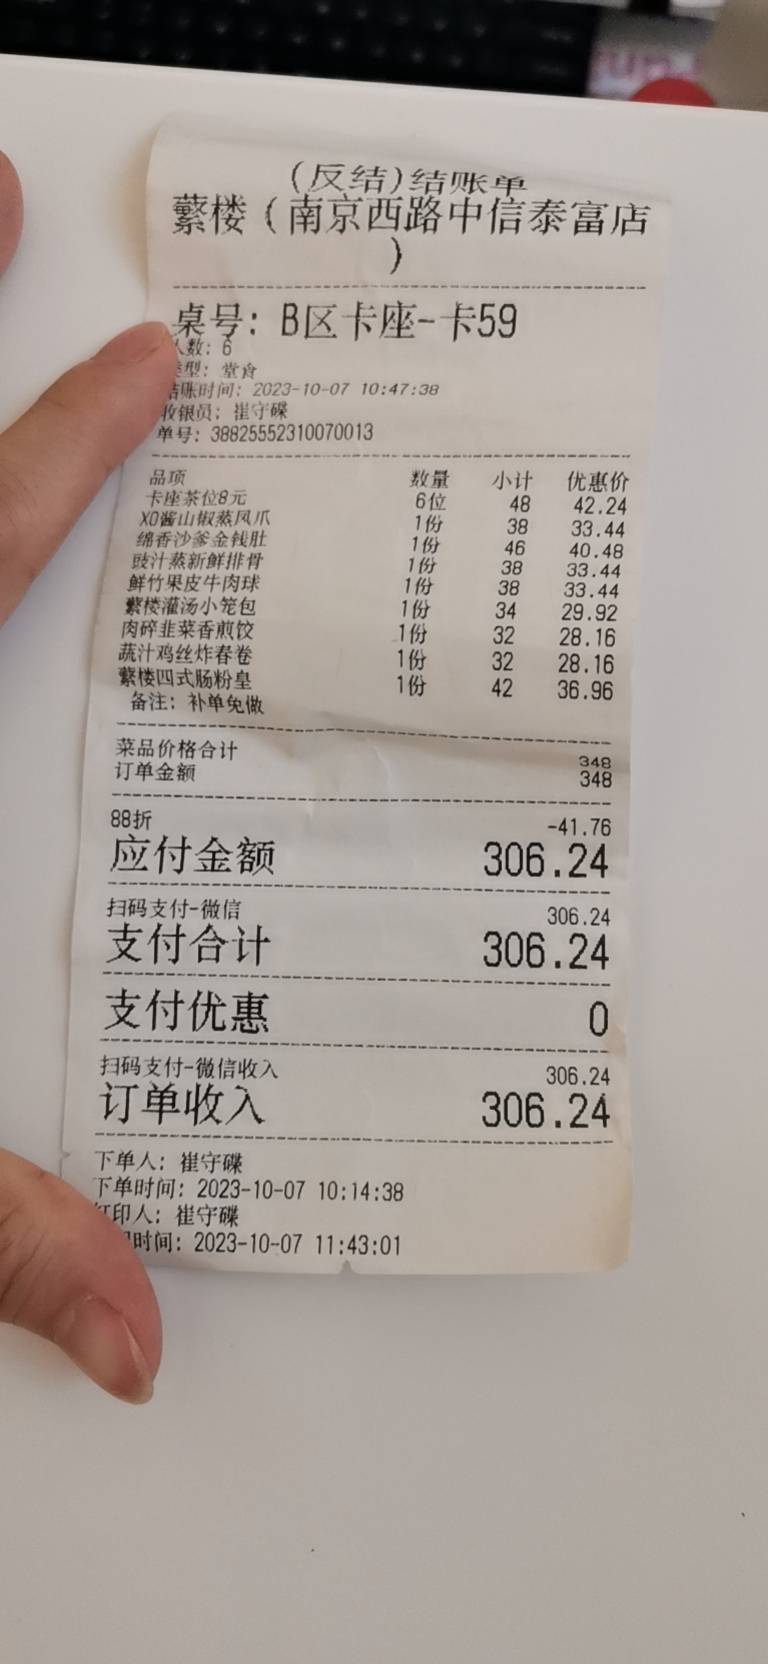 (反结)结账单
蘩楼（南京西路中信泰富店
）
桌号: B区卡座-卡59
人数: 6
类型: 堂食
结账时间: 2023-10-07 10:47:38
收银员: 崔守碟
单号: 38825552310070013
品项 数量 小计 优惠价
卡座茶位8元 6位 48 42.24
XO酱山椒蒸凤爪 1份 38 33.44
绵香沙爹金钱肚 1份 46 40.48
豉汁蒸新鲜排骨 1份 38 33.44
鲜竹果皮牛肉球 1份 38 33.44
蘩楼灌汤小笼包 1份 34 29.92
肉碎韭菜香煎饺 1份 32 28.16
蔬汁鸡丝炸春卷 1份 32 28.16
蘩楼四式肠粉皇 1份 42 36.96
备注: 补单免做
菜品价格合计 348
订单金额 348
88折 -41.76
应付金额 306.24
扫码支付-微信 306.24
支付合计 306.24
支付优惠 0
扫码支付-微信收入 306.24
订单收入 306.24
下单人: 崔守碟
下单时间: 2023-10-07 10:14:38
打印人: 崔守碟
时间: 2023-10-07 11:43:01